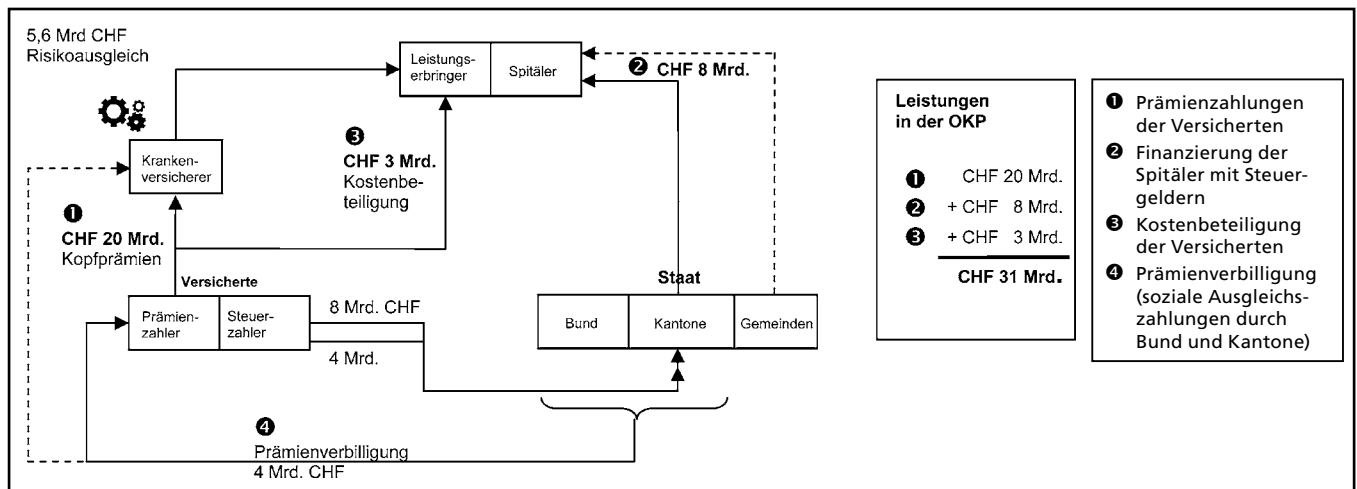 5,6 Mrd CHF
Risikoausgleich
Leistungs-
erbringer
Spitäler
❷ CHF 8 Mrd.
Kranken-
versicherer
❸
CHF 3 Mrd.
Kostenbe-
teiligung
❶
CHF 20 Mrd.
Kopfprämien
Versicherte
Prämien-
zahler
Steuer-
zahler
8 Mrd. CHF
4 Mrd.
Staat
Bund
Kantone
Gemeinden
❹
Prämienverbilligung
4 Mrd. CHF
Leistungen
in der OKP
❶ CHF 20 Mrd.
❷ + CHF 8 Mrd.
❸ + CHF 3 Mrd.
CHF 31 Mrd.
❶ Prämienzahlungen
der Versicherten
❷ Finanzierung der
Spitäler mit Steuer-
geldern
❸ Kostenbeteiligung
der Versicherten
❹ Prämienverbilligung
(soziale Ausgleichs-
zahlungen durch
Bund und Kantone)